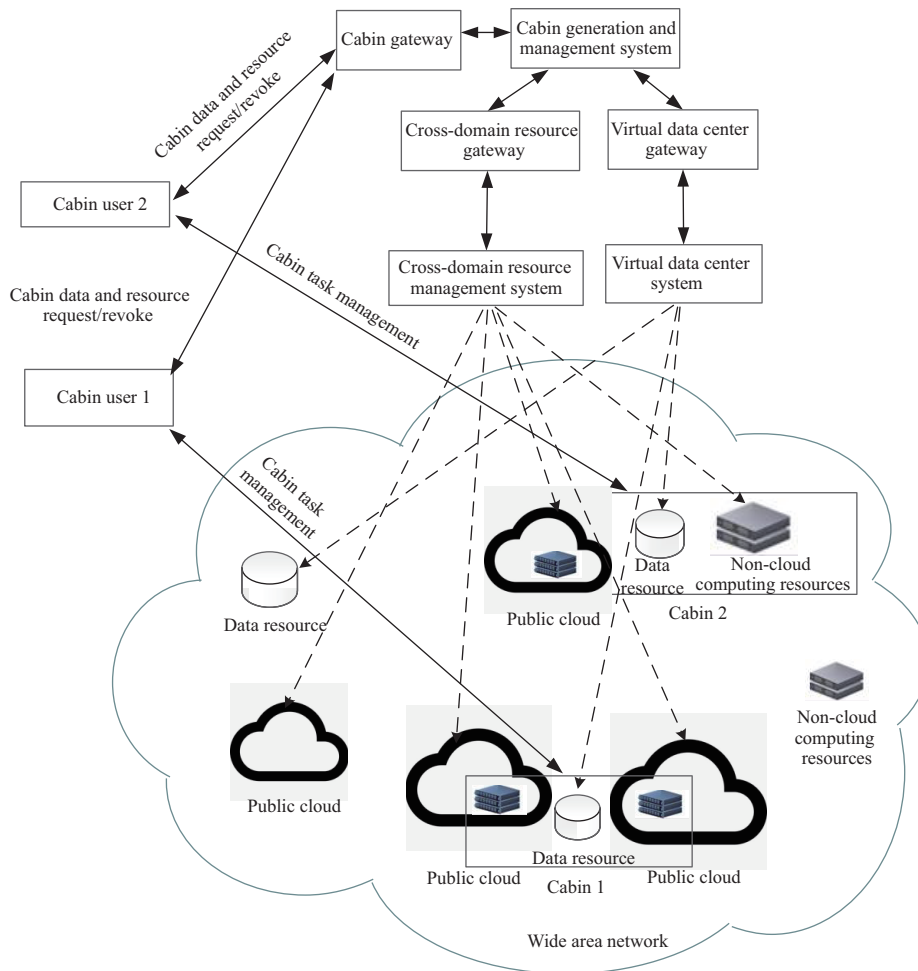 Cabin gateway
Cabin generation and
management system
Cabin data and resource
request/revoke
Cross-domain resource
gateway
Virtual data center
gateway
Cabin user 2
Cabin task management
Cross-domain resource
management system
Virtual data center
system
Cabin data and resource
request/revoke
Cabin user 1
Cabin task
management
Data
resource
Non-cloud
computing resources
Public cloud
Cabin 2
Data resource
Non-cloud
computing
resources
Public cloud
Data resource
Public cloud
Cabin 1
Public cloud
Wide area network